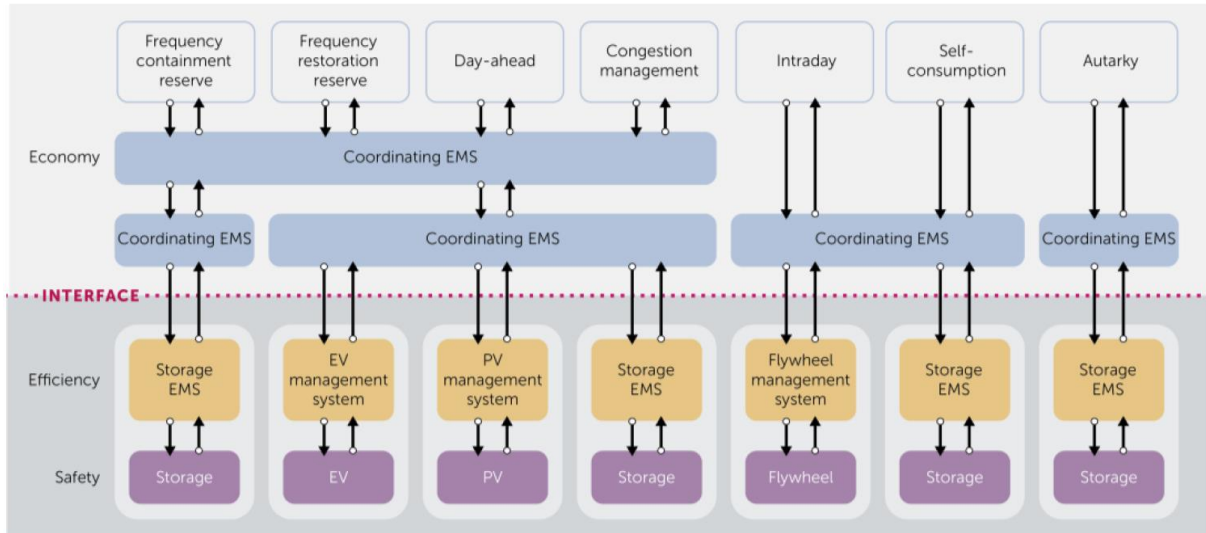 Frequency
containment
reserve
Frequency
restoration
reserve
Day-ahead
Congestion
management
Intraday
Self-
consumption
Autarky
Economy
Coordinating EMS
Coordinating EMS
Coordinating EMS
Coordinating EMS
Coordinating EMS
INTERFACE
Efficiency
Storage
EMS
EV
management
system
PV
management
system
Storage
EMS
Flywheel
management
system
Storage
EMS
Storage
EMS
Safety
Storage
EV
PV
Storage
Flywheel
Storage
Storage